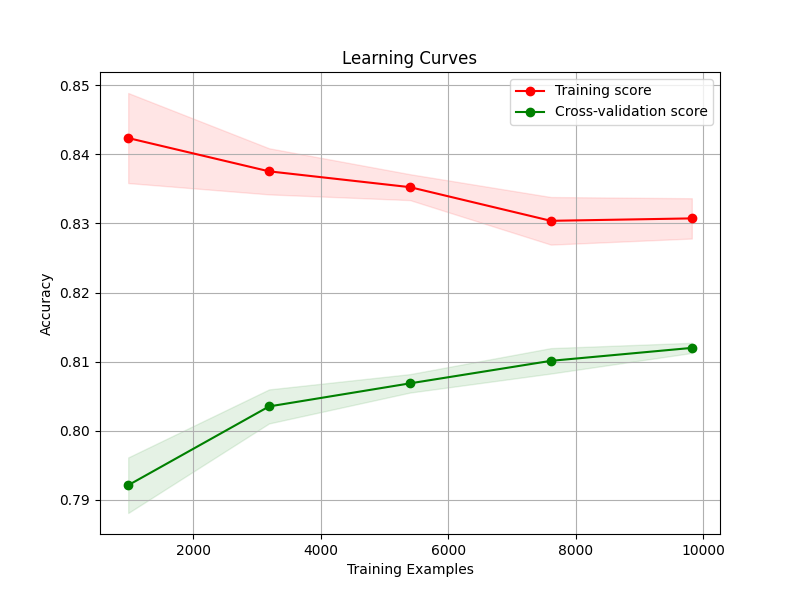 Learning Curves
Training score
Cross-validation score
0.85
0.84
0.83
0.82
0.81
0.80
0.79
Accuracy
2000 4000 6000 8000 10000
Training Examples